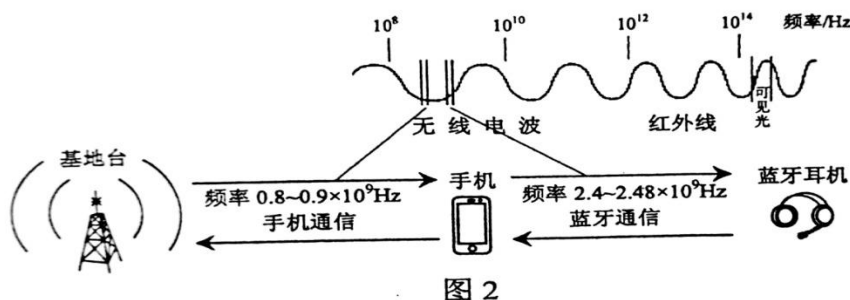 10⁸ 10¹⁰ 10¹² 10¹⁴ 频率/Hz
可见光
无线电波 红外线
基地台
手机
蓝牙耳机
频率 0.8~0.9×10⁹Hz
手机通信
频率 2.4~2.48×10⁹Hz
蓝牙通信
图 2